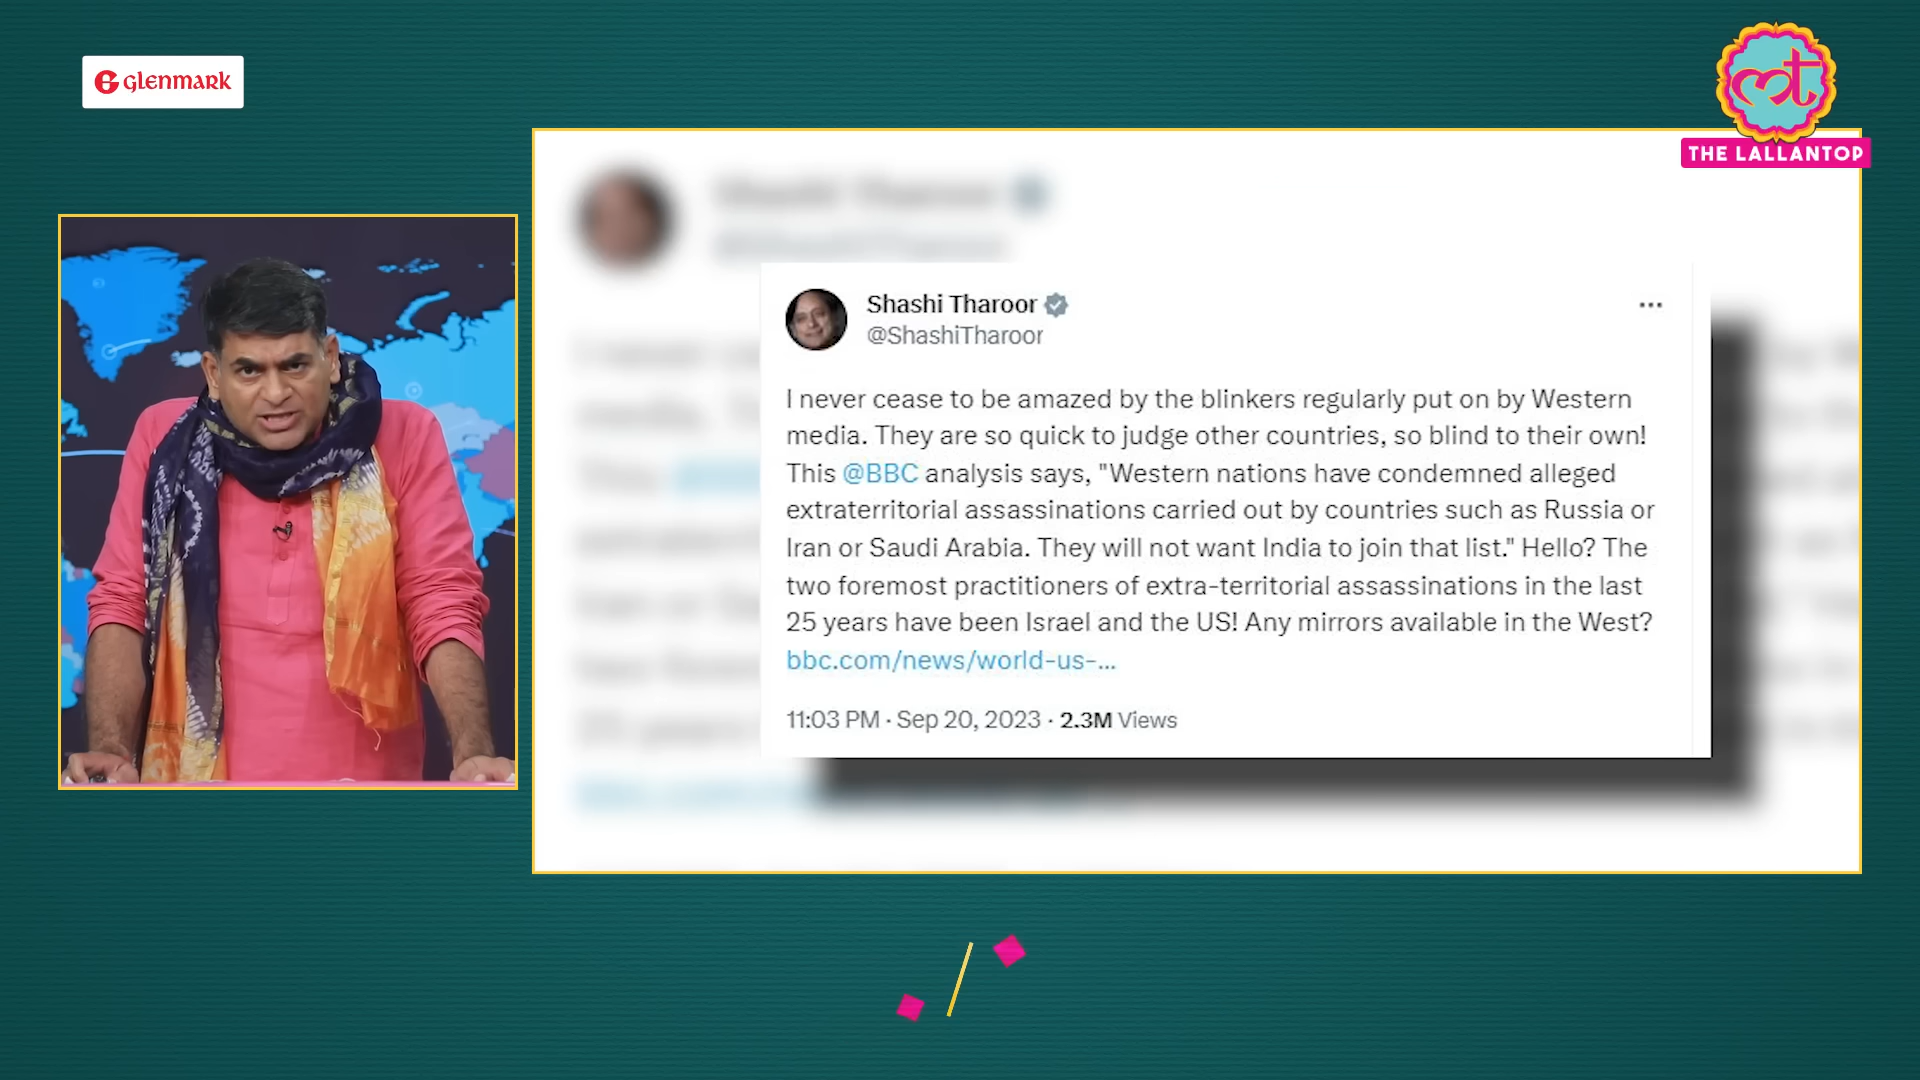 GLENMARK
लT
THE LALLANTOP
Shashi Tharoor
@ShashiTharoor
I never cease to be amazed by the blinkers regularly put on by Western
media. They are so quick to judge other countries, so blind to their own!
This @BBC analysis says, "Western nations have condemned alleged
extraterritorial assassinations carried out by countries such as Russia or
Iran or Saudi Arabia. They will not want India to join that list." Hello? The
two foremost practitioners of extra-territorial assassinations in the last
25 years have been Israel and the US! Any mirrors available in the West?
bbc.com/news/world-us-...
11:03 PM · Sep 20, 2023 · 2.3M Views